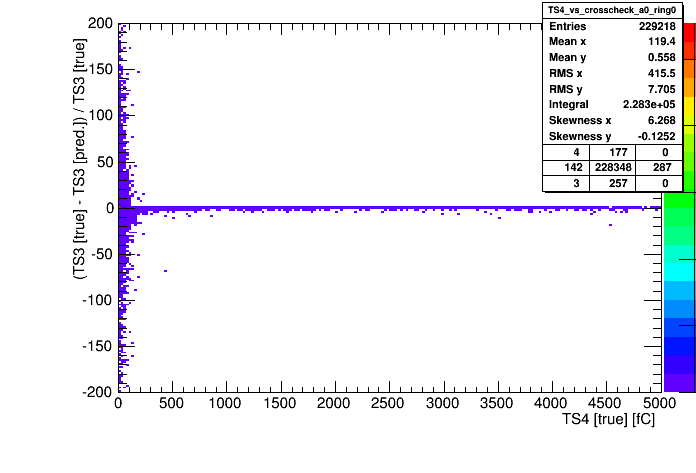 TS4_vs_crosscheck_a0_ring0
Entries 229218
Mean x 119.4
Mean y 0.558
RMS x 415.5
RMS y 7.705
Integral 2.283e+05
Skewness x 6.268
Skewness y -0.1252
4 177 0
142 228348 287
3 257 0
(TS3 [true] - TS3 [pred.]) / TS3 [true]
200
150
100
50
0
-50
-100
-150
-200
0 500 1000 1500 2000 2500 3000 3500 4000 4500 5000
TS4 [true] [fC]